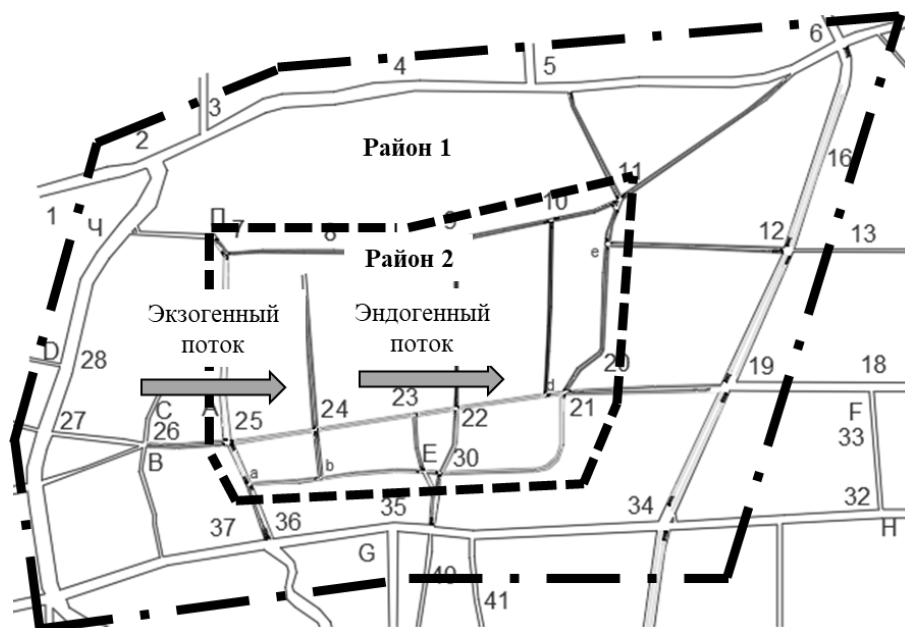 6
4
5
3
2
Район 1
16
11
10
1
Ч
П
7
8
9
12
13
Район 2
e
Экзогенный
поток
Эндогенный
поток
D
28
20
19
18
d
21
C
А
23
22
24
25
27
26
F
33
B
E
30
a
b
35
34
32
37
36
H
G
40
41